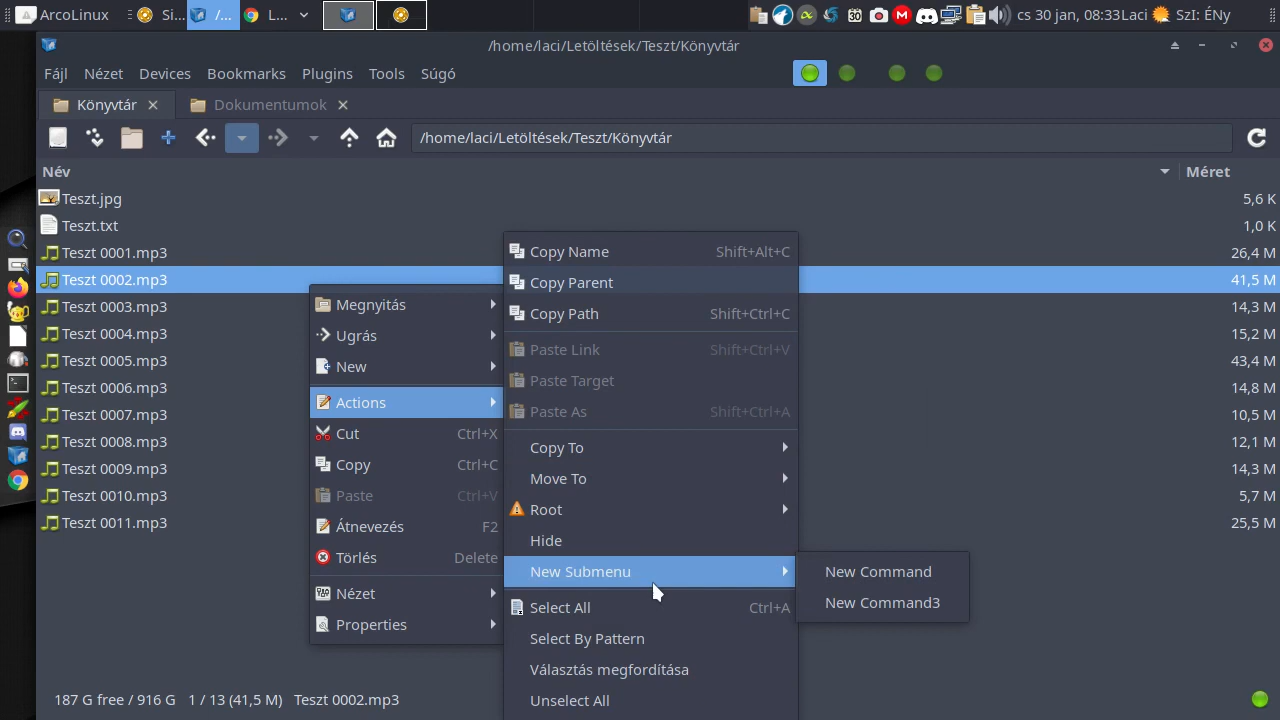 ArcoLinux
Si...
/...
L...
30
cs 30 jan, 08:33
Laci
SzI: ÉNy
/home/laci/Letöltések/Teszt/Könyvtár
Fájl Nézet Devices Bookmarks Plugins Tools Súgó
Könyvtár Dokumentumok
/home/laci/Letöltések/Teszt/Könyvtár
Név Méret
Teszt.jpg 5,6 K
Teszt.txt 1,0 K
Teszt 0001.mp3 26,4 M
Teszt 0002.mp3 41,5 M
Teszt 0003.mp3 14,3 M
Teszt 0004.mp3 15,2 M
Teszt 0005.mp3 43,4 M
Teszt 0006.mp3 14,8 M
Teszt 0007.mp3 10,5 M
Teszt 0008.mp3 12,1 M
Teszt 0009.mp3 14,3 M
Teszt 0010.mp3 5,7 M
Teszt 0011.mp3 25,5 M
Megnyitás
Ugrás
New
Actions
Cut Ctrl+X
Copy Ctrl+C
Paste Ctrl+V
Átnevezés F2
Törlés Delete
Nézet
Properties
Copy Name Shift+Alt+C
Copy Parent
Copy Path Shift+Ctrl+C
Paste Link Shift+Ctrl+V
Paste Target
Paste As Shift+Ctrl+A
Copy To
Move To
Root
Hide
New Submenu
Select All Ctrl+A
Select By Pattern
Választás megfordítása
Unselect All
New Command
New Command3
187 G free / 916 G 1 / 13 (41,5 M) Teszt 0002.mp3